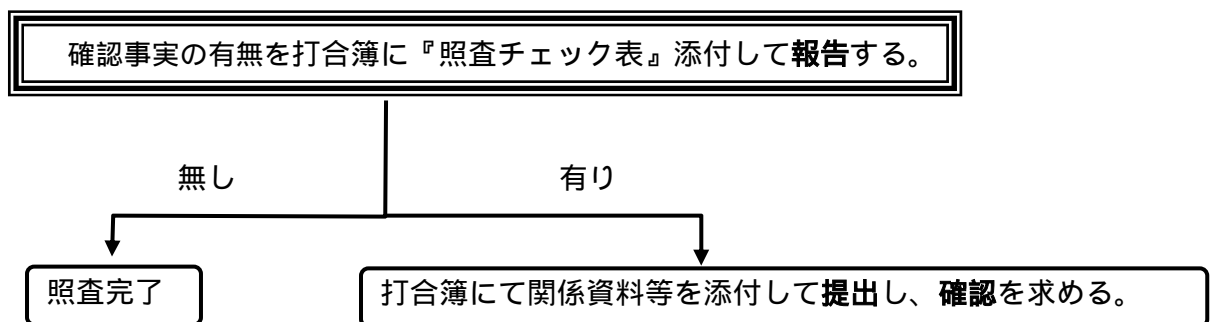 確認事実の有無を打合簿に『照査チェック表』添付して報告する。
無し
有り
照査完了
打合簿にて関係資料等を添付して提出し、確認を求める。